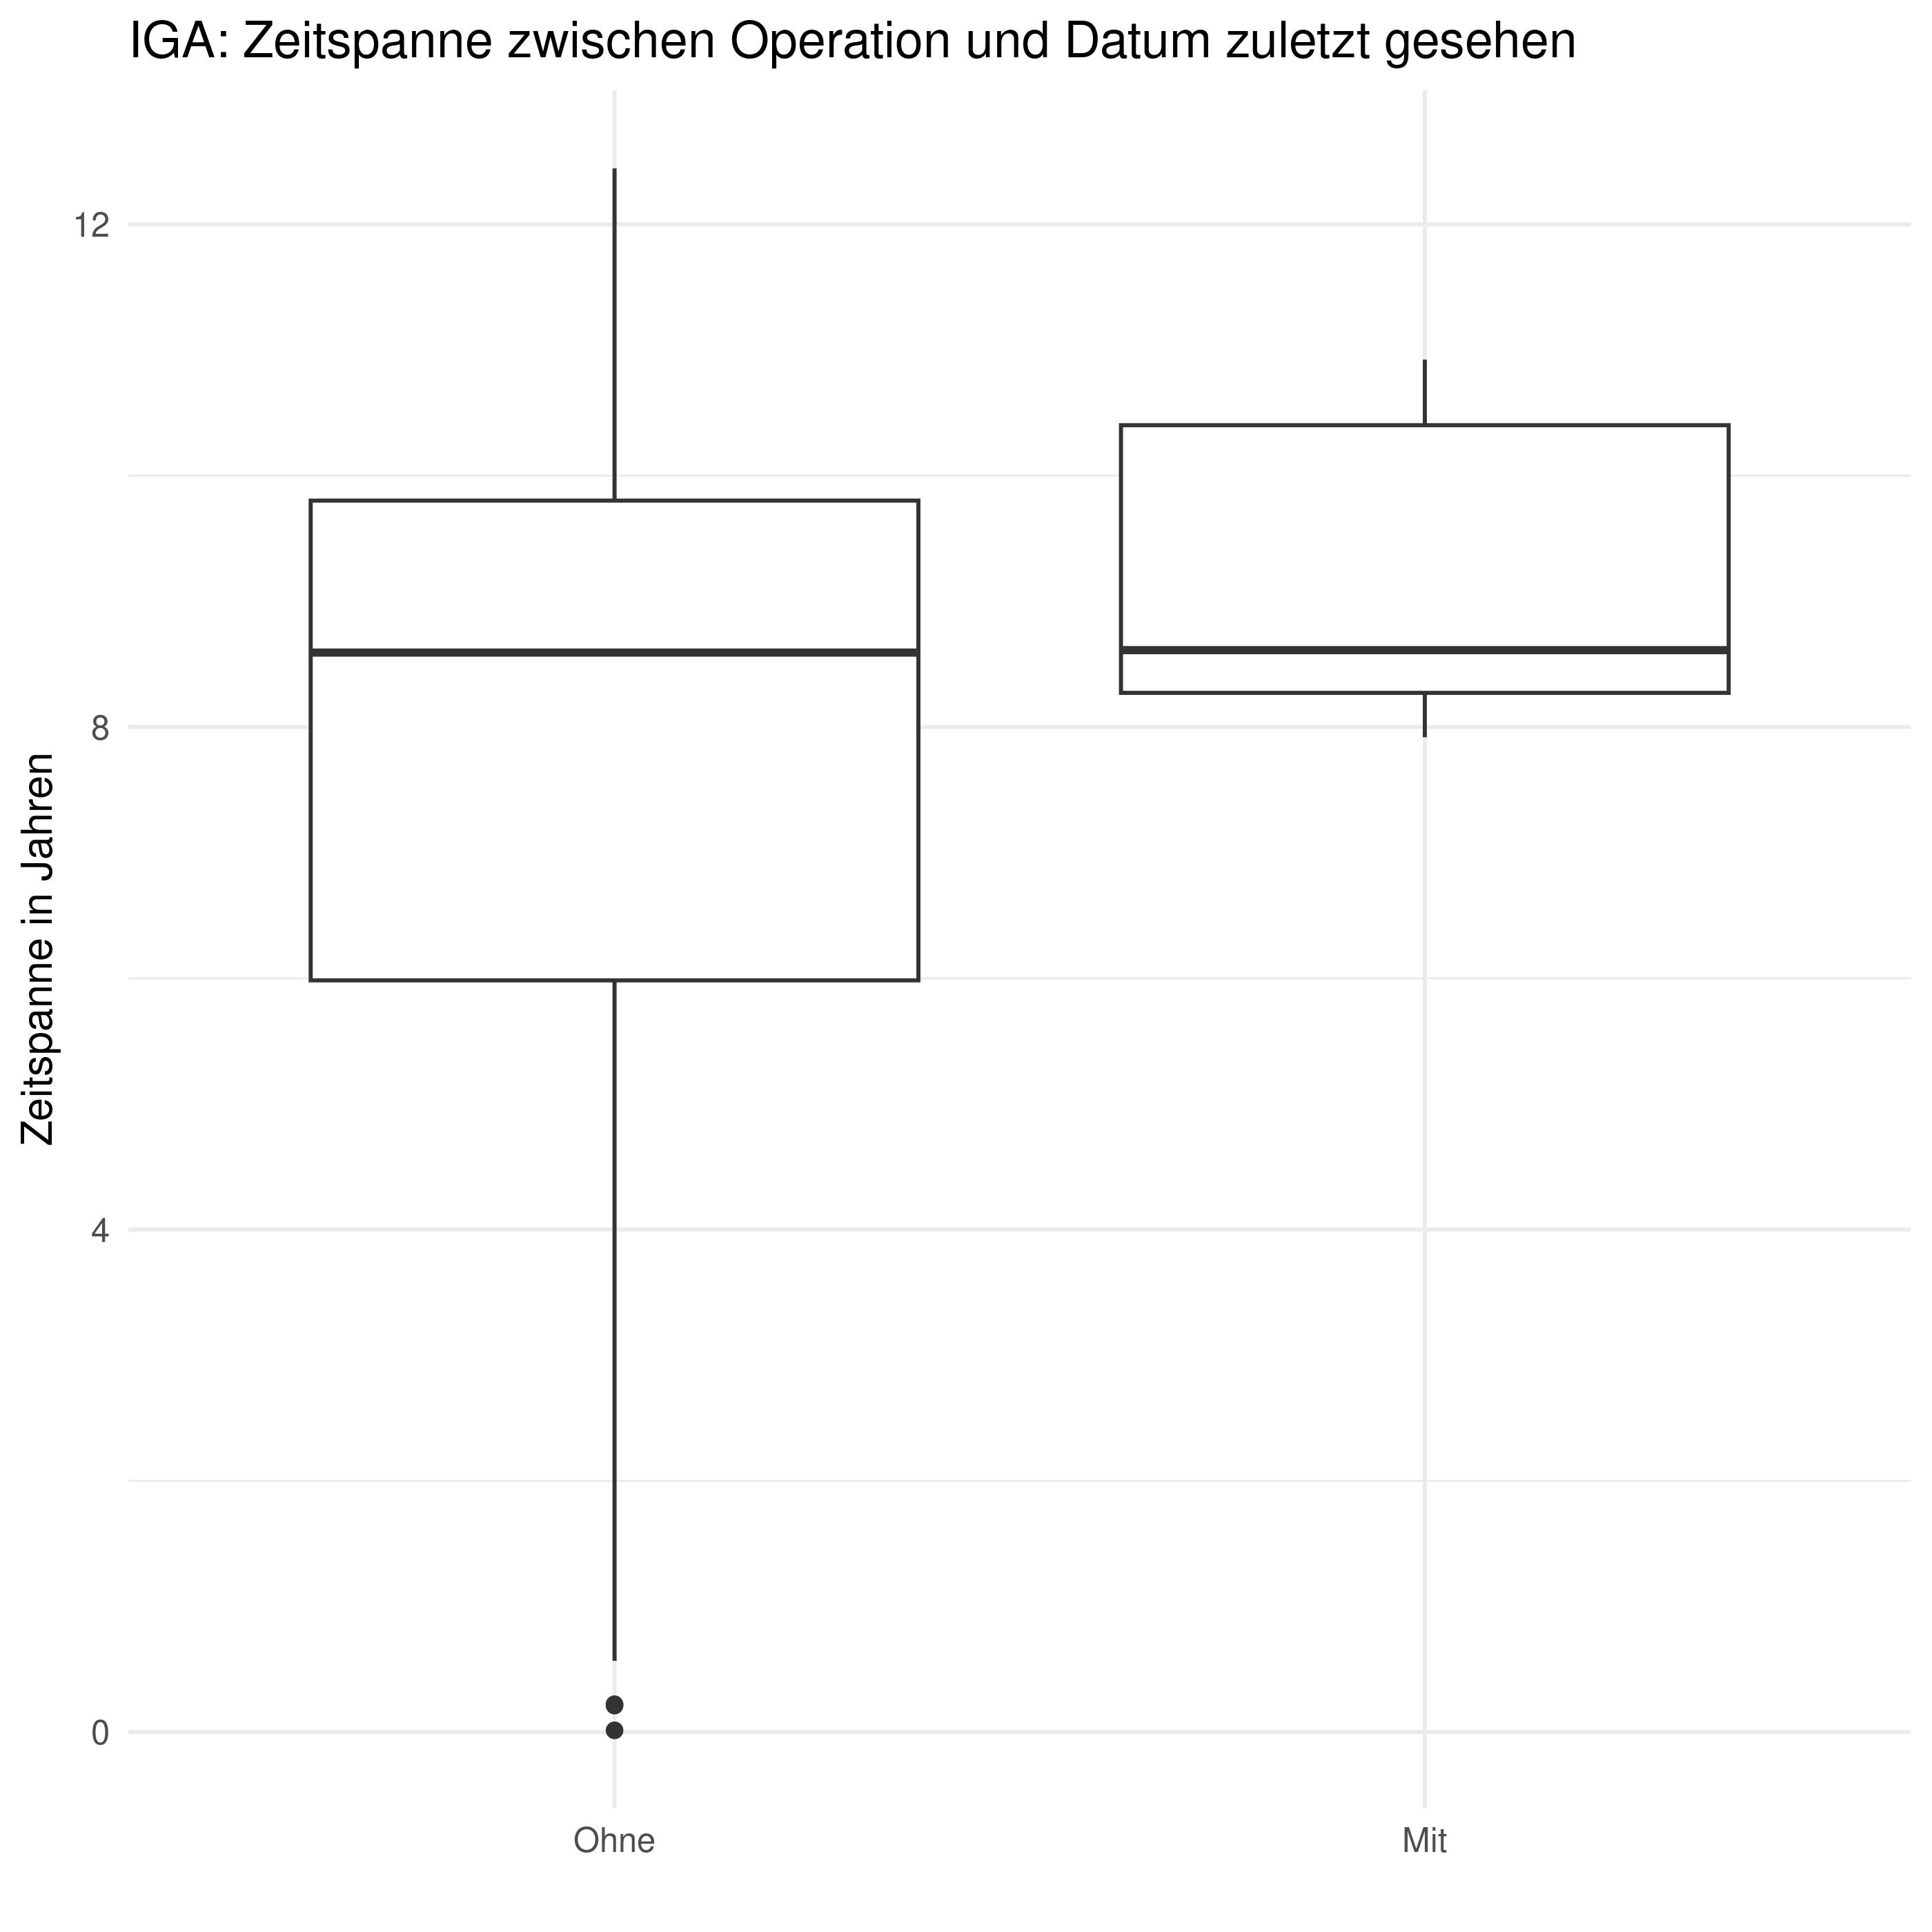 IGA: Zeitspanne zwischen Operation und Datum zuletzt gesehen
Zeitspanne in Jahren
12
8
4
0
Ohne
Mit